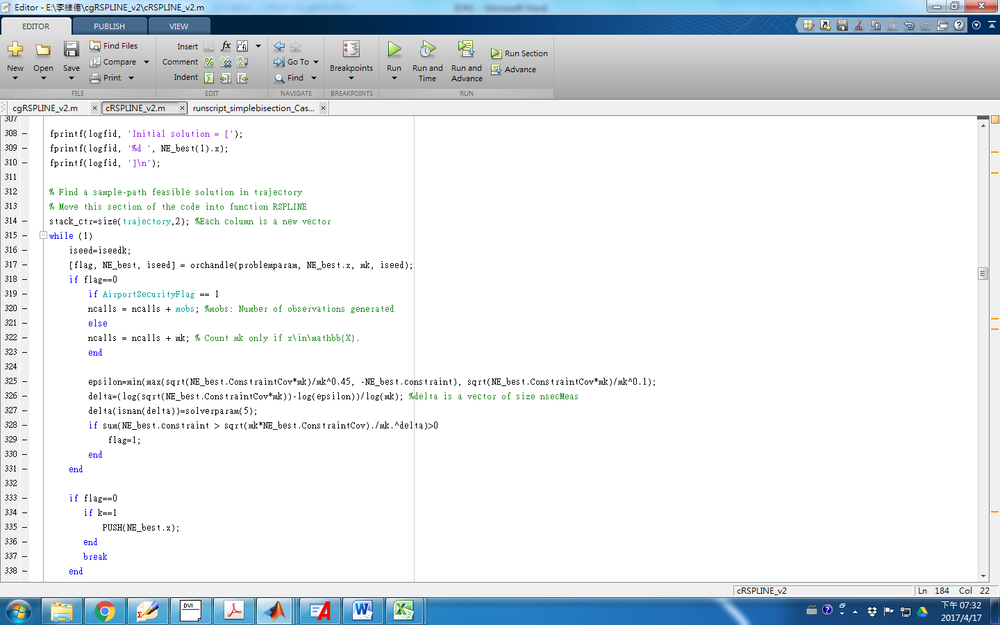 Editor - E:\李維德\cgRSPLINE_v2\cRSPLINE_v2.m
EDITOR PUBLISH VIEW
New Open Save Find Files Compare Print
FILE
Insert Comment Indent
EDIT
Go To Find
NAVIGATE
Breakpoints
BREAKPOINTS
Run Run and Time Run and Advance Run Section Advance
RUN
cgRSPLINE_v2.m cRSPLINE_v2.m runscript_simplebisection_Cas...
307
308 fprintf(logfid, 'Initial solution = [');
309 fprintf(logfid, '%d ', NE_best(1).x);
310 fprintf(logfid, ']\n');
311
312 % Find a sample-path feasible solution in trajectory
313 % Move this section of the code into function RSPLINE
314 stack_ctr=size(trajectory,2); %Each column is a new vector
315 while (1)
316 iseed=iseedk;
317 [flag, NE_best, iseed] = orchandle(problemparam, NE_best.x, mk, iseed);
318 if flag==0
319 if AirportSecurityFlag == 1
320 ncalls = ncalls + mobs; %mobs: Number of observations generated
321 else
322 ncalls = ncalls + mk; % Count mk only if x\in\mathbb{X}.
323 end
324
325 epsilon=min(max(sqrt(NE_best.ConstraintCov*mk)/mk^0.45, -NE_best.constraint), sqrt(NE_best.ConstraintCov*mk)/mk^0.1);
326 delta=(log(sqrt(NE_best.ConstraintCov*mk))-log(epsilon))/log(mk); %delta is a vector of size nsecMeas
327 delta(isnan(delta))=solverparam(5);
328 if sum(NE_best.constraint > sqrt(mk*NE_best.ConstraintCov)./mk.^delta)>0
329 flag=1;
330 end
331 end
332
333 if flag==0
334 if k==1
335 PUSH(NE_best.x);
336 end
337 break
338 end
cRSPLINE_v2 Ln 184 Col 22
DVI
下午 07:32
2017/4/17